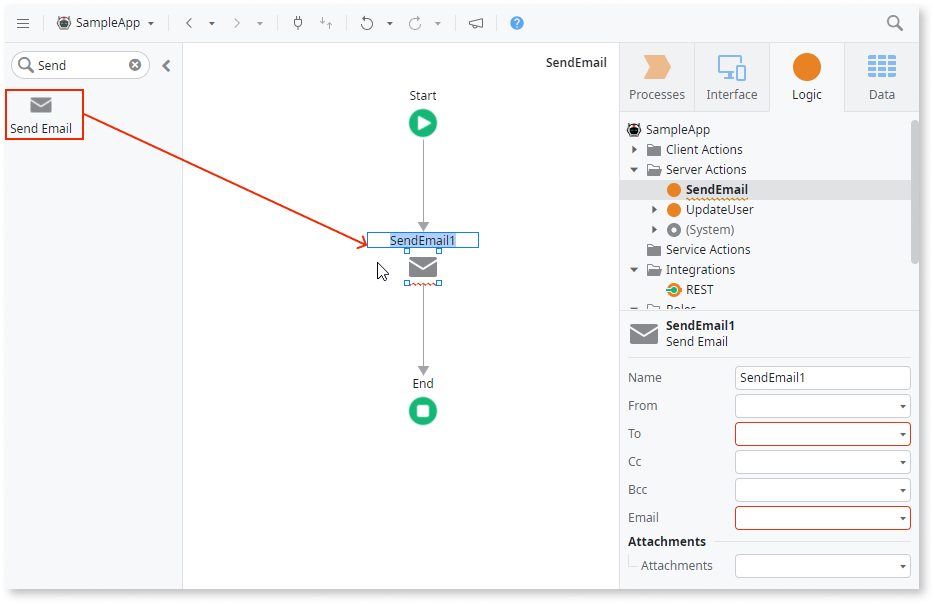 SampleApp
?
Send
Send Email
SendEmail
Start
SendEmail1
End
Processes
Interface
Logic
Data
SampleApp
Client Actions
Server Actions
SendEmail
UpdateUser
(System)
Service Actions
Integrations
REST
Roles
SendEmail1
Send Email
Name SendEmail1
From
To
Cc
Bcc
Email
Attachments
Attachments